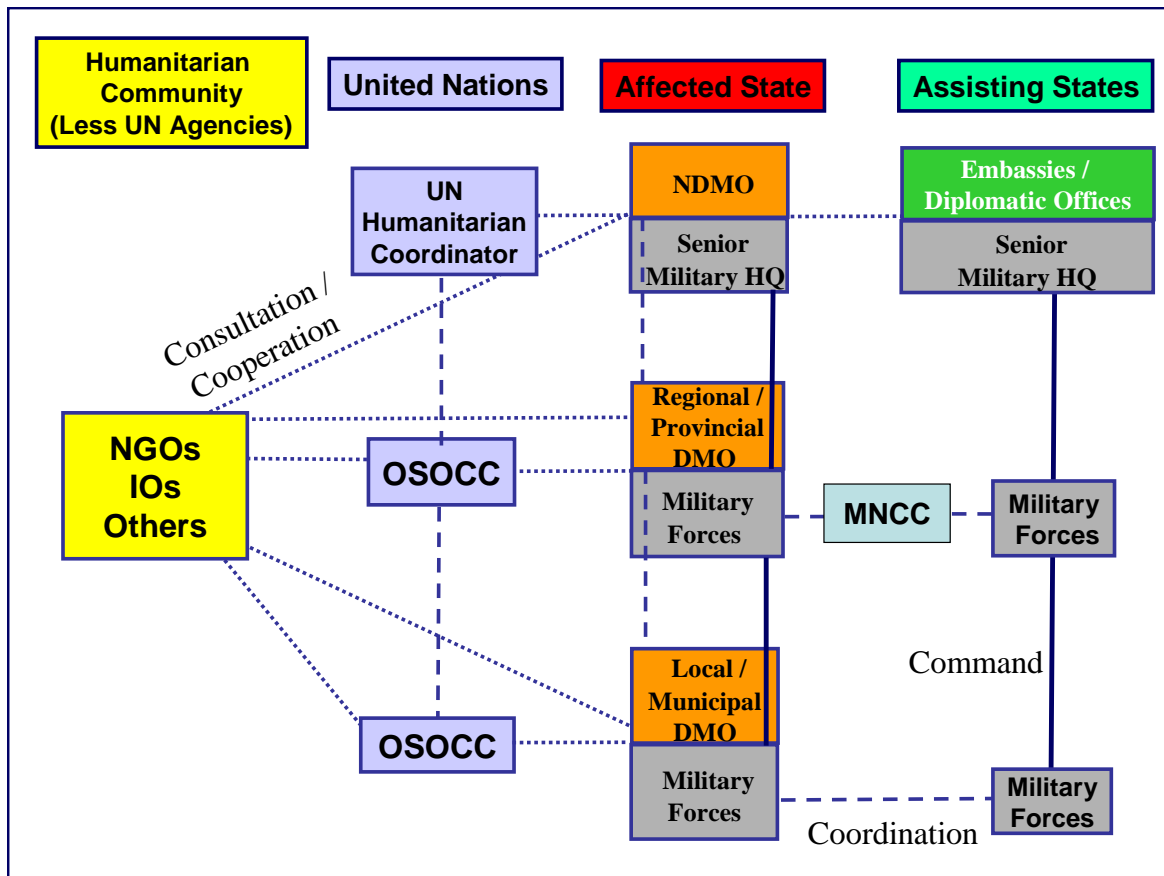 Humanitarian
Community
(Less UN Agencies)
United Nations
Affected State
Assisting States
UN
Humanitarian
Coordinator
NDMO
Senior
Military HQ
Embassies /
Diplomatic Offices
Senior
Military HQ
Consultation /
Cooperation
NGOs
IOs
Others
OSOCC
Regional /
Provincial
DMO
Military
Forces
MNCC
Military
Forces
Command
OSOCC
Local /
Municipal
DMO
Military
Forces
Coordination
Military
Forces